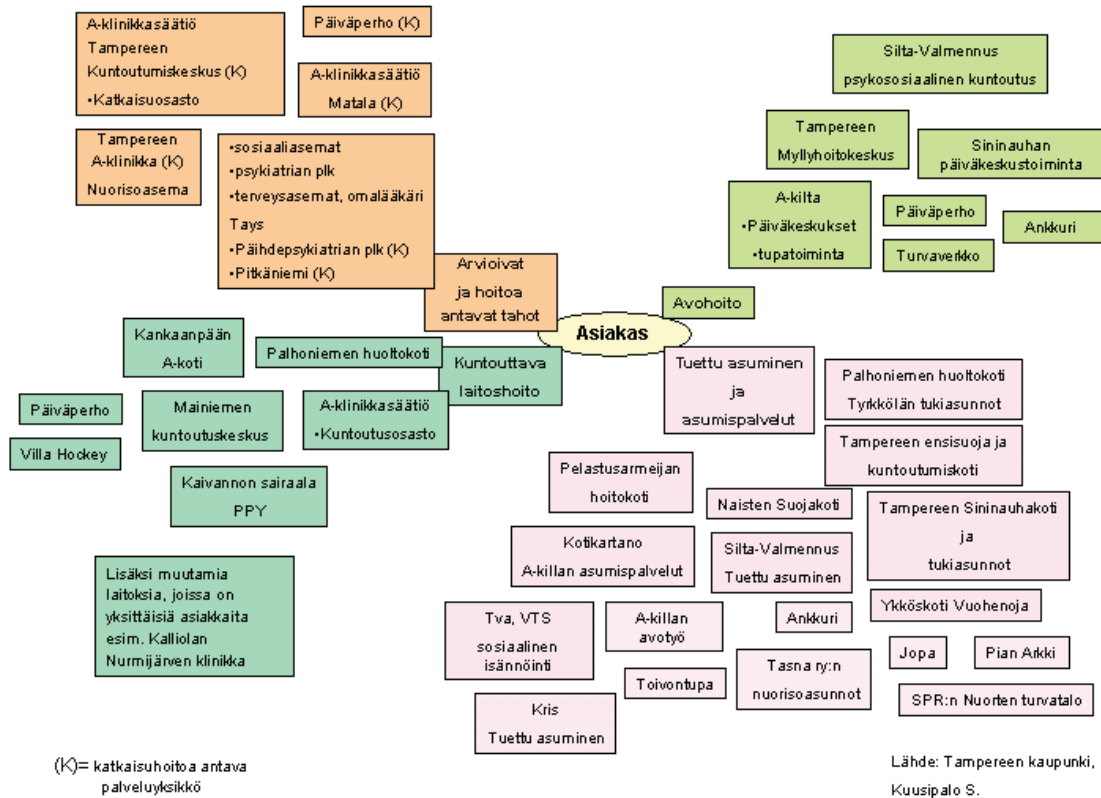 A-klinikkasäätiö
Tampereen
Kuntoutumiskeskus (K)
•Katkaisuosasto
Päiväperho (K)
A-klinikkasäätiö
Matala (K)
Tampereen
A-klinikka (K)
Nuorisoasema
•sosiaaliasemat
•psykiatrian plk
•terveysasemat, omalääkäri
Tays
•Päihdepsykiatrian plk (K)
•Pitkäniemi (K)
Arvioivat
ja hoitoa
antavat tahot
Silta-Valmennus
psykososiaalinen kuntoutus
Tampereen
Myllyhoitokeskus
Sininauhan
päiväkeskustoiminta
A-kilta
•Päiväkeskukset
•tupatoiminta
Päiväperho
Ankkuri
Turvaverkko
Avohoito
Asiakas
Kankaanpään
A-koti
Palhoniemen huoltokoti
Kuntouttava
laitoshoito
Päiväperho
Mainiemen
kuntoutuskeskus
A-klinikkasäätiö
•Kuntoutusosasto
Villa Hockey
Kaivannon sairaala
PPY
Lisäksi muutamia
laitoksia, joissa on
yksittäisiä asiakkaita
esim. Kalliolan
Nurmijärven klinikka
Tuettu asuminen
ja
asumispalvelut
Palhoniemen huoltokoti
Tyrkkölän tukiasunnot
Tampereen ensisuoja ja
kuntoutumiskoti
Pelastusarmeijan
hoitokoti
Naisten Suojakoti
Tampereen Sininauhakoti
ja
tukiasunnot
Kotikartano
A-killan asumispalvelut
Silta-Valmennus
Tuettu asuminen
Ykköskoti Vuohenoja
Tva, VTS
sosiaalinen
isännöinti
A-killan
avotyö
Ankkuri
Jopa
Pian Arkki
Toivontupa
Tasna ry:n
nuorisoasunnot
SPR:n Nuorten turvatalo
Kris
Tuettu asuminen
(K)= katkaisuhoitoa antava
palveluyksikkö
Lähde: Tampereen kaupunki,
Kuusipalo S.